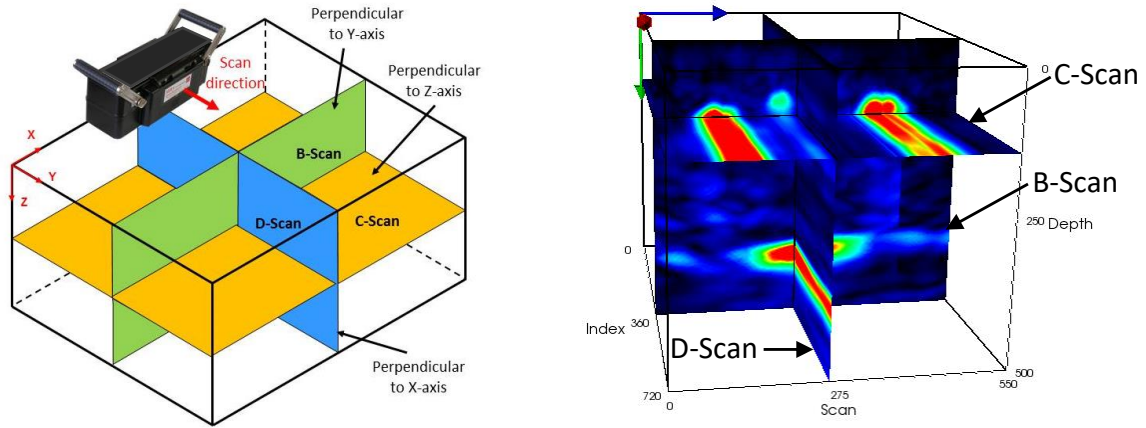 Perpendicular
to Y-axis
Scan
direction
Perpendicular
to Z-axis
X
Y
Z
B-Scan
D-Scan
C-Scan
Perpendicular
to X-axis
0
C-Scan
B-Scan
250 Depth
0
Index 360
D-Scan
720
0
275
Scan
500
550